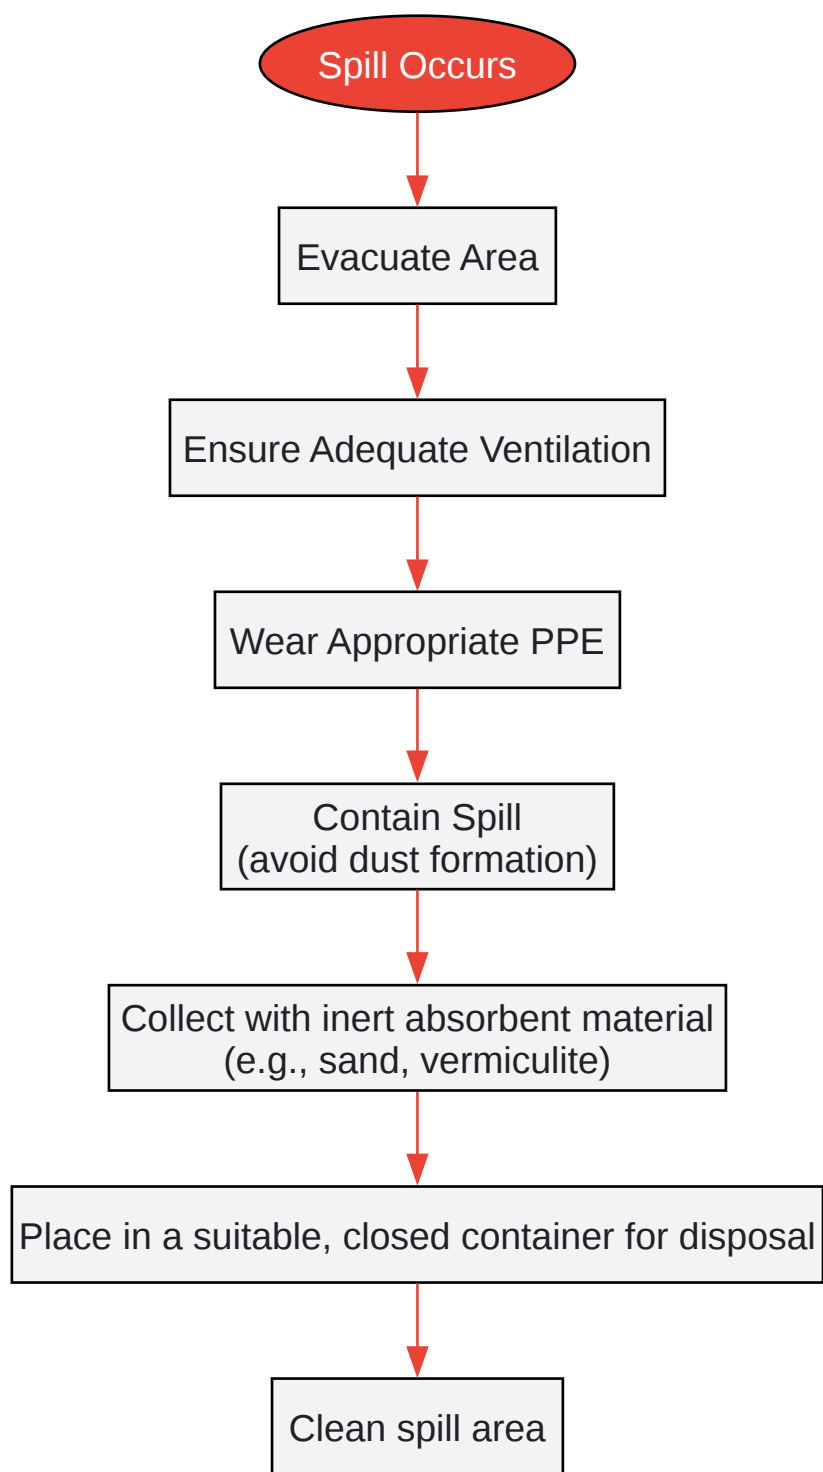 Spill Occurs
Evacuate Area
Ensure Adequate Ventilation
Wear Appropriate PPE
Contain Spill
(avoid dust formation)
Collect with inert absorbent material
(e.g., sand, vermiculite)
Place in a suitable, closed container for disposal
Clean spill area